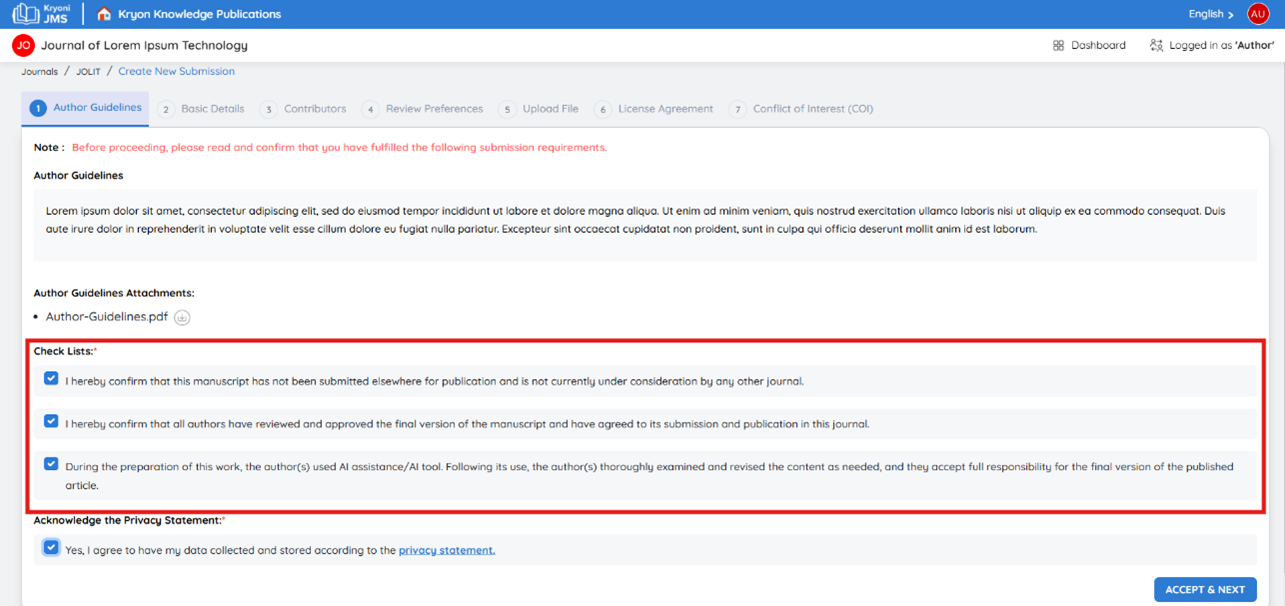 Kryoni
JMS
Kryon Knowledge Publications
English
AU
JO Journal of Lorem Ipsum Technology
Dashboard
Logged in as 'Author'
Journals / JOLIT / Create New Submission
1 Author Guidelines 2 Basic Details 3 Contributors 4 Review Preferences 5 Upload File 6 License Agreement 7 Conflict of Interest (COI)
Note : Before proceeding, please read and confirm that you have fulfilled the following submission requirements.
Author Guidelines
Lorem ipsum dolor sit amet, consectetur adipiscing elit, sed do eiusmod tempor incididunt ut labore et dolore magna aliqua. Ut enim ad minim veniam, quis nostrud exercitation ullamco laboris nisi ut aliquip ex ea commodo consequat. Duis
aute irure dolor in reprehenderit in voluptate velit esse cillum dolore eu fugiat nulla pariatur. Excepteur sint occaecat cupidatat non proident, sunt in culpa qui officia deserunt mollit anim id est laborum.
Author Guidelines Attachments:
• Author-Guidelines.pdf
Check Lists:*
I hereby confirm that this manuscript has not been submitted elsewhere for publication and is not currently under consideration by any other journal.
I hereby confirm that all authors have reviewed and approved the final version of the manuscript and have agreed to its submission and publication in this journal.
During the preparation of this work, the author(s) used AI assistance/AI tool. Following its use, the author(s) thoroughly examined and revised the content as needed, and they accept full responsibility for the final version of the published
article.
Acknowledge the Privacy Statement:*
Yes, I agree to have my data collected and stored according to the privacy statement.
ACCEPT & NEXT